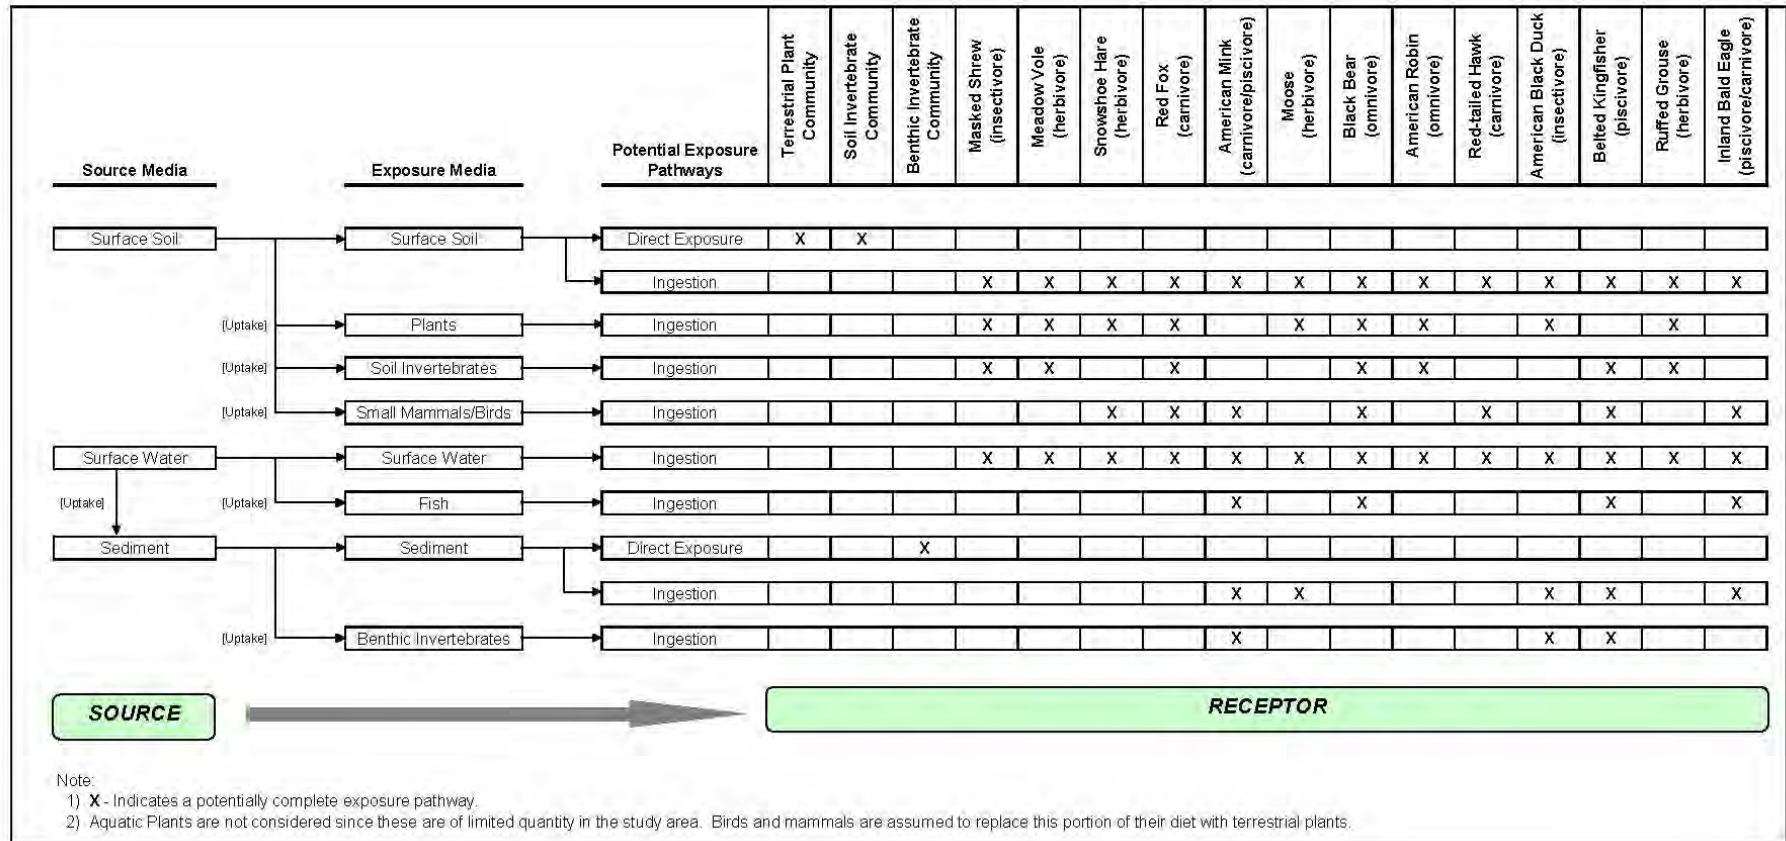 Source Media
Exposure Media
Potential Exposure
Pathways
Terrestrial Plant
Community
Soil Invertebrate
Community
Benthic Invertebrate
Community
Masked Shrew
(insectivore)
Meadow Vole
(herbivore)
Snowshoe Hare
(herbivore)
Red Fox
(carnivore)
American Mink
(carnivore/piscivore)
Moose
(herbivore)
Black Bear
(omnivore)
American Robin
(omnivore)
Red-tailed Hawk
(carnivore)
American Black Duck
(insectivore)
Belted Kingfisher
(piscivore)
Ruffed Grouse
(herbivore)
Inland Bald Eagle
(piscivore/carnivore)
Surface Soil Surface Soil Direct Exposure X X
Ingestion X X X X X X X X X X X X X
[Uptake] Plants Ingestion X X X X X X X X X
[Uptake] Soil Invertebrates Ingestion X X X X X X X
[Uptake] Small Mammals/Birds Ingestion X X X X X X X
Surface Water Surface Water Ingestion X X X X X X X X X X X X X
[Uptake] [Uptake] Fish Ingestion X X X X
Sediment Sediment Direct Exposure X
Ingestion X X X X X
[Uptake] Benthic Invertebrates Ingestion X X X
SOURCE
RECEPTOR
Note:
1) X - Indicates a potentially complete exposure pathway.
2) Aquatic Plants are not considered since these are of limited quantity in the study area. Birds and mammals are assumed to replace this portion of their diet with terrestrial plants.